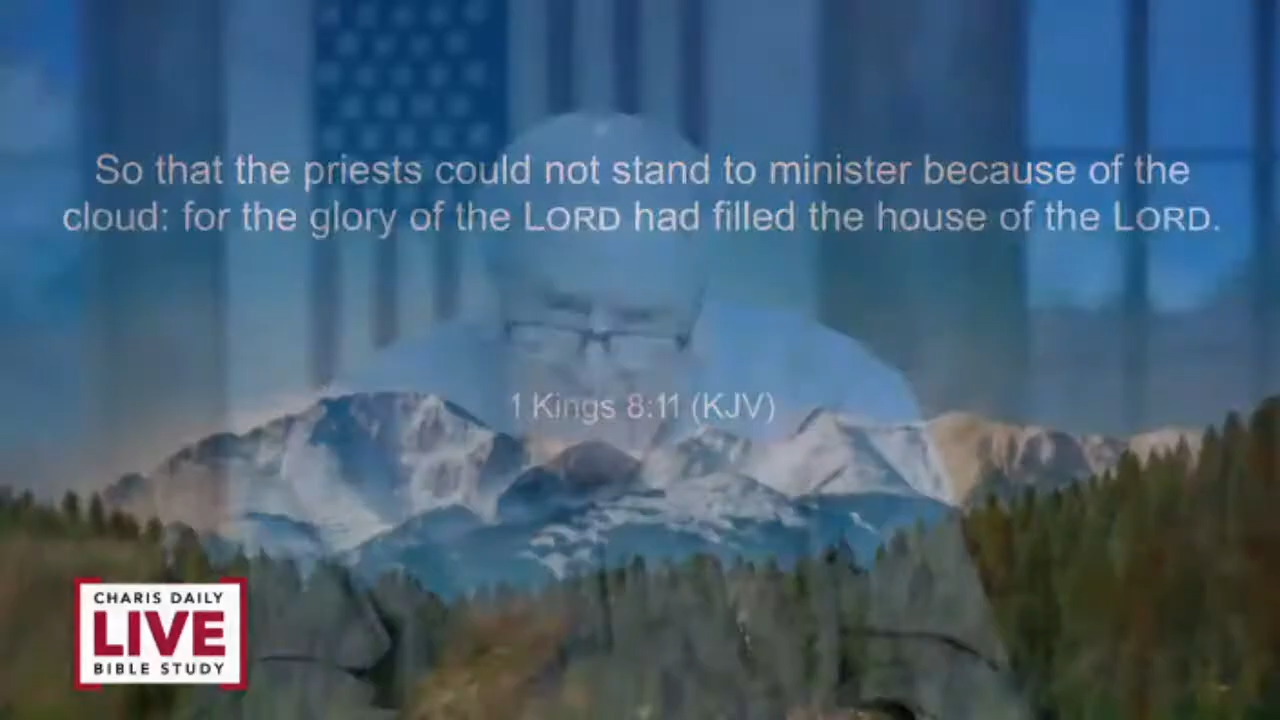 So that the priests could not stand to minister because of the
cloud: for the glory of the LORD had filled the house of the LORD.
1 Kings 8:11 (KJV)
CHARIS DAILY
LIVE
BIBLE STUDY